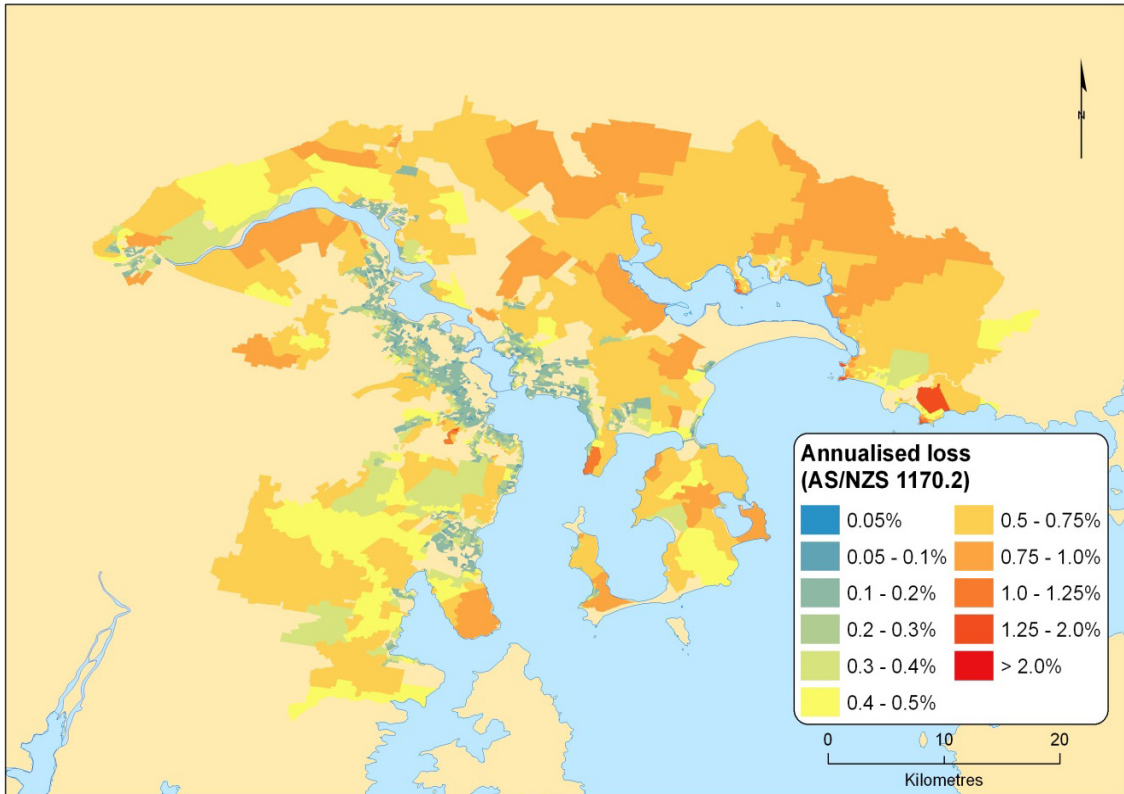 N
Annualised loss
(AS/NZS 1170.2)
0.05%
0.05 - 0.1%
0.1 - 0.2%
0.2 - 0.3%
0.3 - 0.4%
0.4 - 0.5%
0.5 - 0.75%
0.75 - 1.0%
1.0 - 1.25%
1.25 - 2.0%
> 2.0%
0 10 20
Kilometres